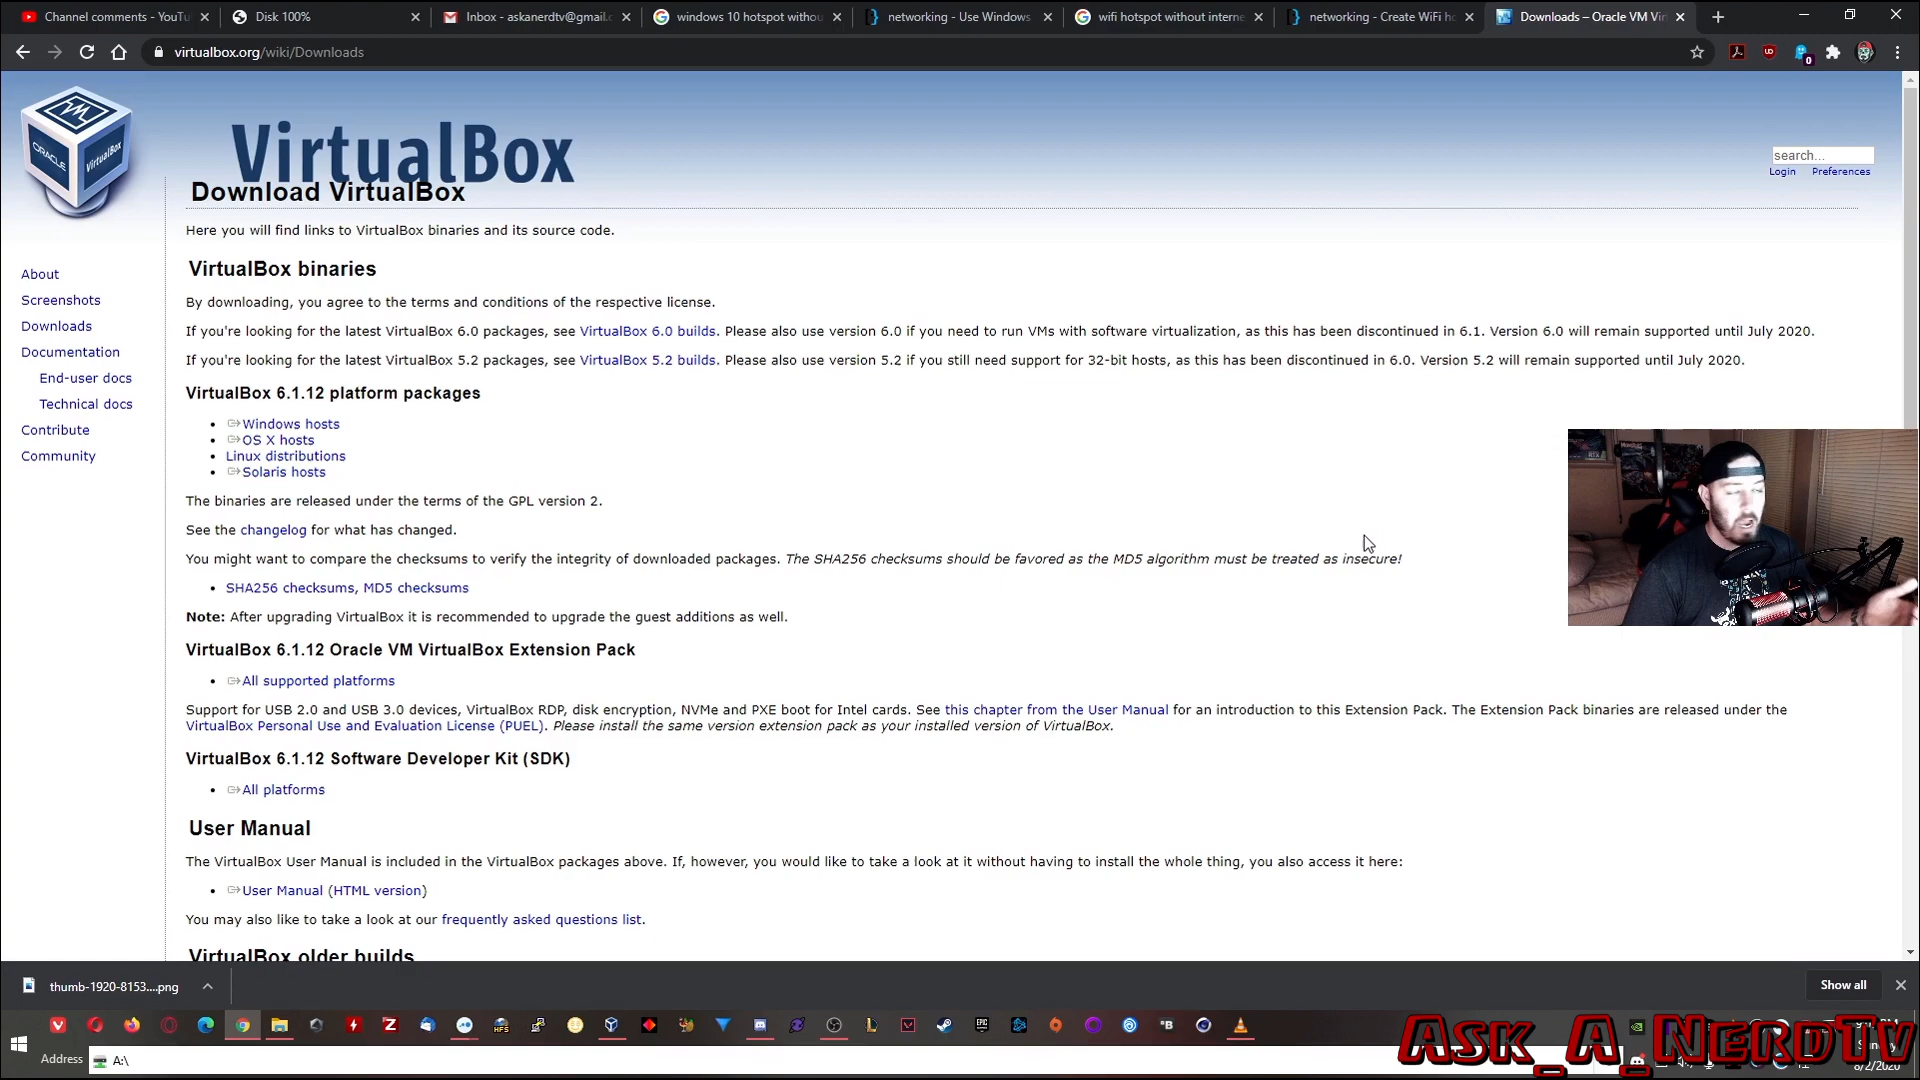 Channel comments - YouTu
Disk 100%
Inbox - askanerdtv@gmail.c
windows 10 hotspot withou
networking - Use Windows
wifi hotspot without interne
networking - Create WiFi h
Downloads – Oracle VM Vir
virtualbox.org/wiki/Downloads
ORACLE
VirtualBox
VirtualBox
search...
Login Preferences
Download VirtualBox
Here you will find links to VirtualBox binaries and its source code.
About
Screenshots
Downloads
Documentation
End-user docs
Technical docs
Contribute
Community
VirtualBox binaries
By downloading, you agree to the terms and conditions of the respective license.
If you're looking for the latest VirtualBox 6.0 packages, see VirtualBox 6.0 builds. Please also use version 6.0 if you need to run VMs with software virtualization, as this has been discontinued in 6.1. Version 6.0 will remain supported until July 2020.
If you're looking for the latest VirtualBox 5.2 packages, see VirtualBox 5.2 builds. Please also use version 5.2 if you still need support for 32-bit hosts, as this has been discontinued in 6.0. Version 5.2 will remain supported until July 2020.
VirtualBox 6.1.12 platform packages
Windows hosts
OS X hosts
Linux distributions
Solaris hosts
The binaries are released under the terms of the GPL version 2.
See the changelog for what has changed.
You might want to compare the checksums to verify the integrity of downloaded packages. The SHA256 checksums should be favored as the MD5 algorithm must be treated as insecure!
SHA256 checksums, MD5 checksums
Note: After upgrading VirtualBox it is recommended to upgrade the guest additions as well.
VirtualBox 6.1.12 Oracle VM VirtualBox Extension Pack
All supported platforms
Support for USB 2.0 and USB 3.0 devices, VirtualBox RDP, disk encryption, NVMe and PXE boot for Intel cards. See this chapter from the User Manual for an introduction to this Extension Pack. The Extension Pack binaries are released under the
VirtualBox Personal Use and Evaluation License (PUEL). Please install the same version extension pack as your installed version of VirtualBox.
VirtualBox 6.1.12 Software Developer Kit (SDK)
All platforms
User Manual
The VirtualBox User Manual is included in the VirtualBox packages above. If, however, you would like to take a look at it without having to install the whole thing, you also access it here:
User Manual (HTML version)
You may also like to take a look at our frequently asked questions list.
VirtualBox older builds
thumb-1920-8153....png
Show all
Address
A:\
Ask_A_NerdTv
8/2/2020